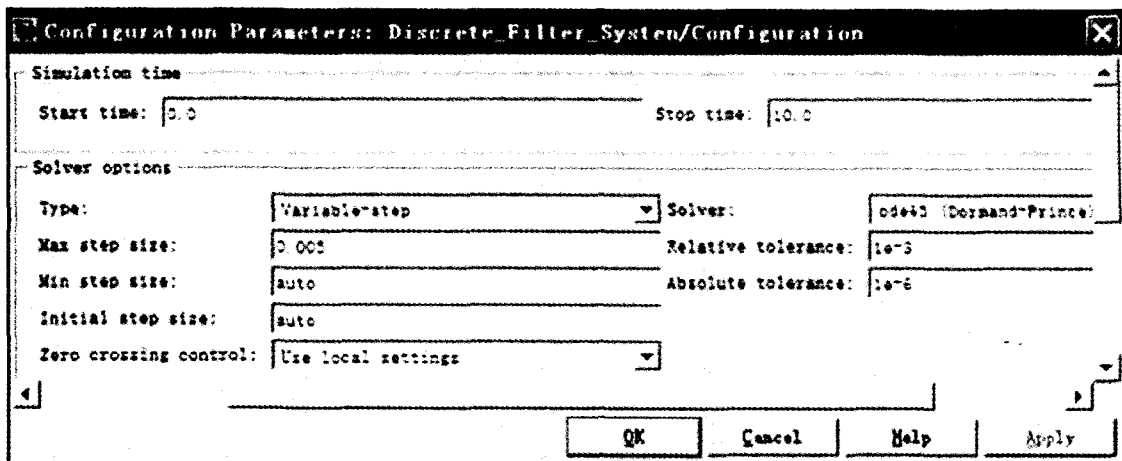 Configuration Parameters: Discrete_Filter_Systen/Configuration
Simulation time
Start time: 0.0 Stop time: 10.0
Solver options
Type: Variable-step Solver: ode45 (Dormand-Prince)
Max step size: 0.005 Relative tolerance: 1e-3
Min step size: auto Absolute tolerance: 1e-6
Initial step size: auto
Zero crossing control: Use local settings
OK Cancel Help Apply